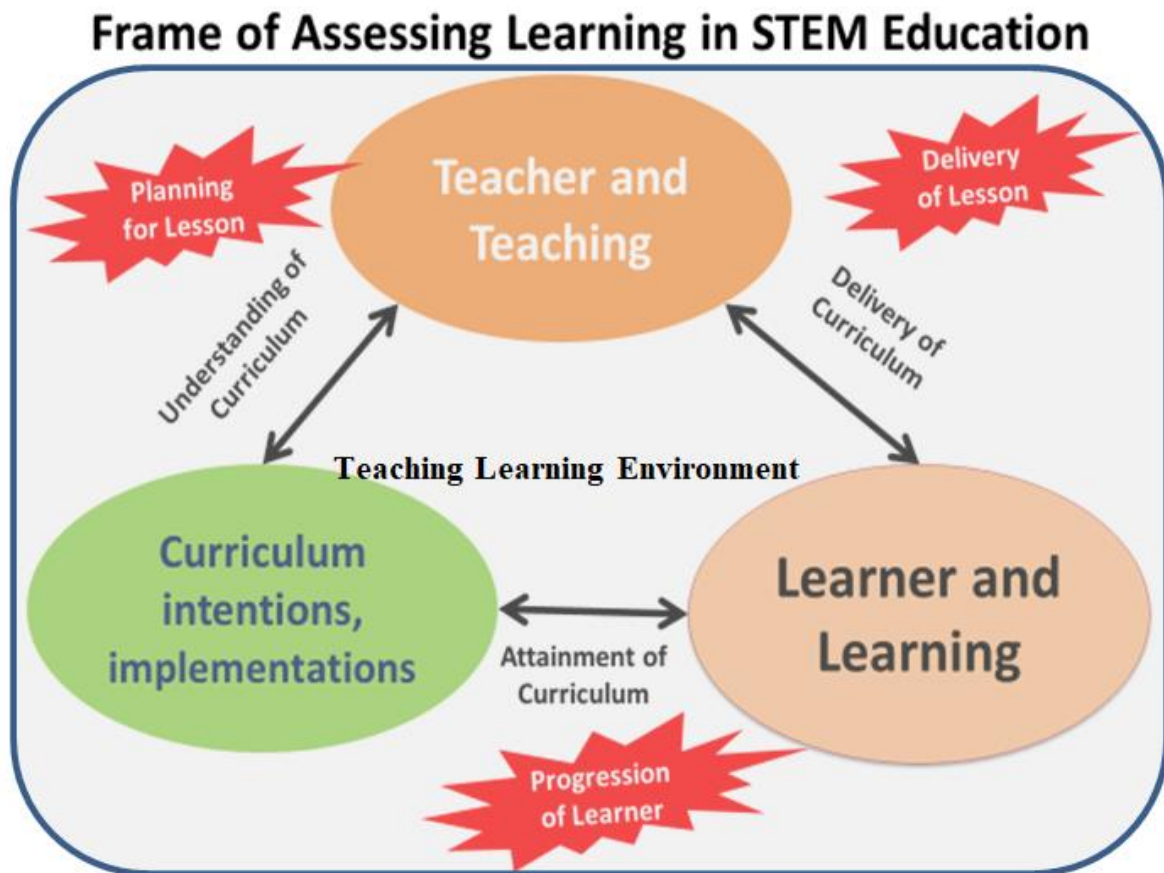 Frame of Assessing Learning in STEM Education
Planning
for Lesson
Teacher and
Teaching
Delivery
of Lesson
Understanding of
Curriculum
Delivery of
Curriculum
Teaching Learning Environment
Curriculum
intentions,
implementations
Attainment of
Curriculum
Learner and
Learning
Progression
of Learner